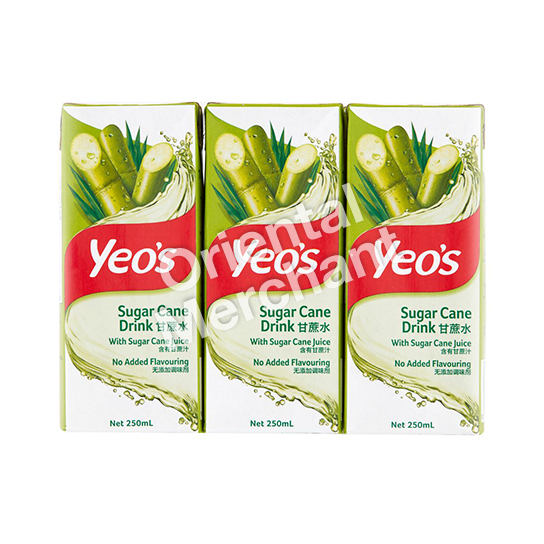 Yeo's
Sugar Cane
Drink 甘蔗水
With Sugar Cane Juice
含有甘蔗汁
No Added Flavouring
无添加调味剂
Net 250mL
Yeo's
Sugar Cane
Drink 甘蔗水
With Sugar Cane Juice
含有甘蔗汁
No Added Flavouring
无添加调味剂
Net 250mL
Yeo's
Sugar Cane
Drink 甘蔗水
With Sugar Cane Juice
含有甘蔗汁
No Added Flavouring
无添加调味剂
Net 250mL
Oriental
Merchant